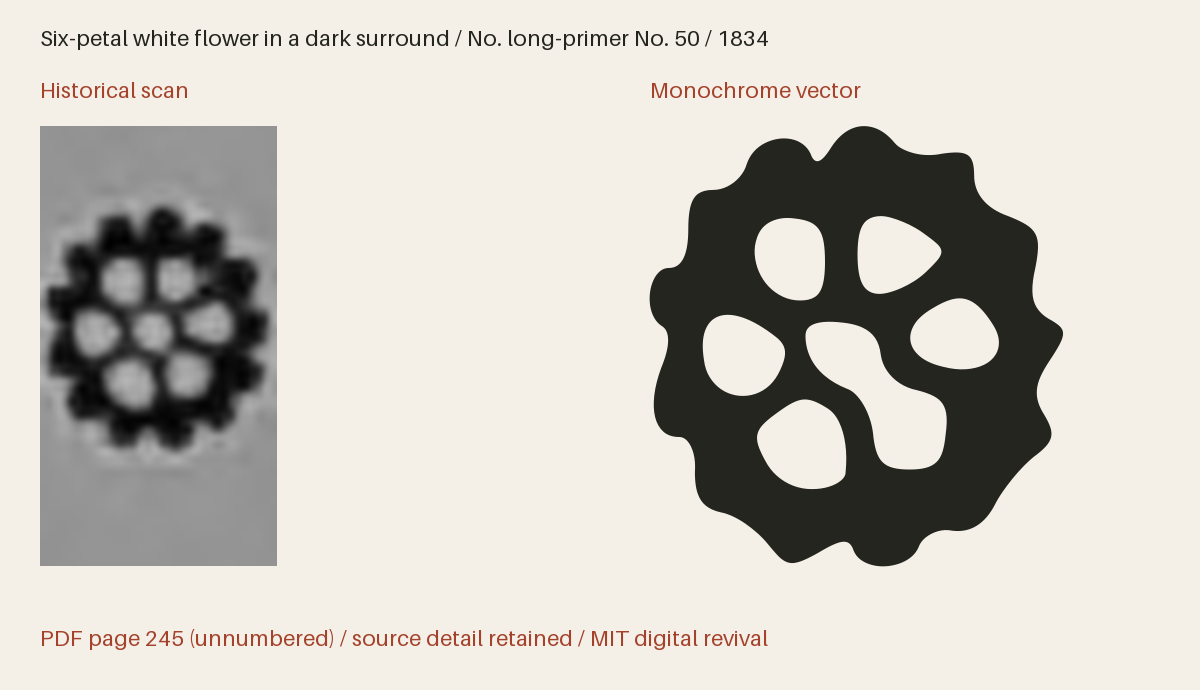 Six-petal white flower in a dark surround / No. long-primer No. 50 / 1834
Historical scan
Monochrome vector
PDF page 245 (unnumbered) / source detail retained / MIT digital revival